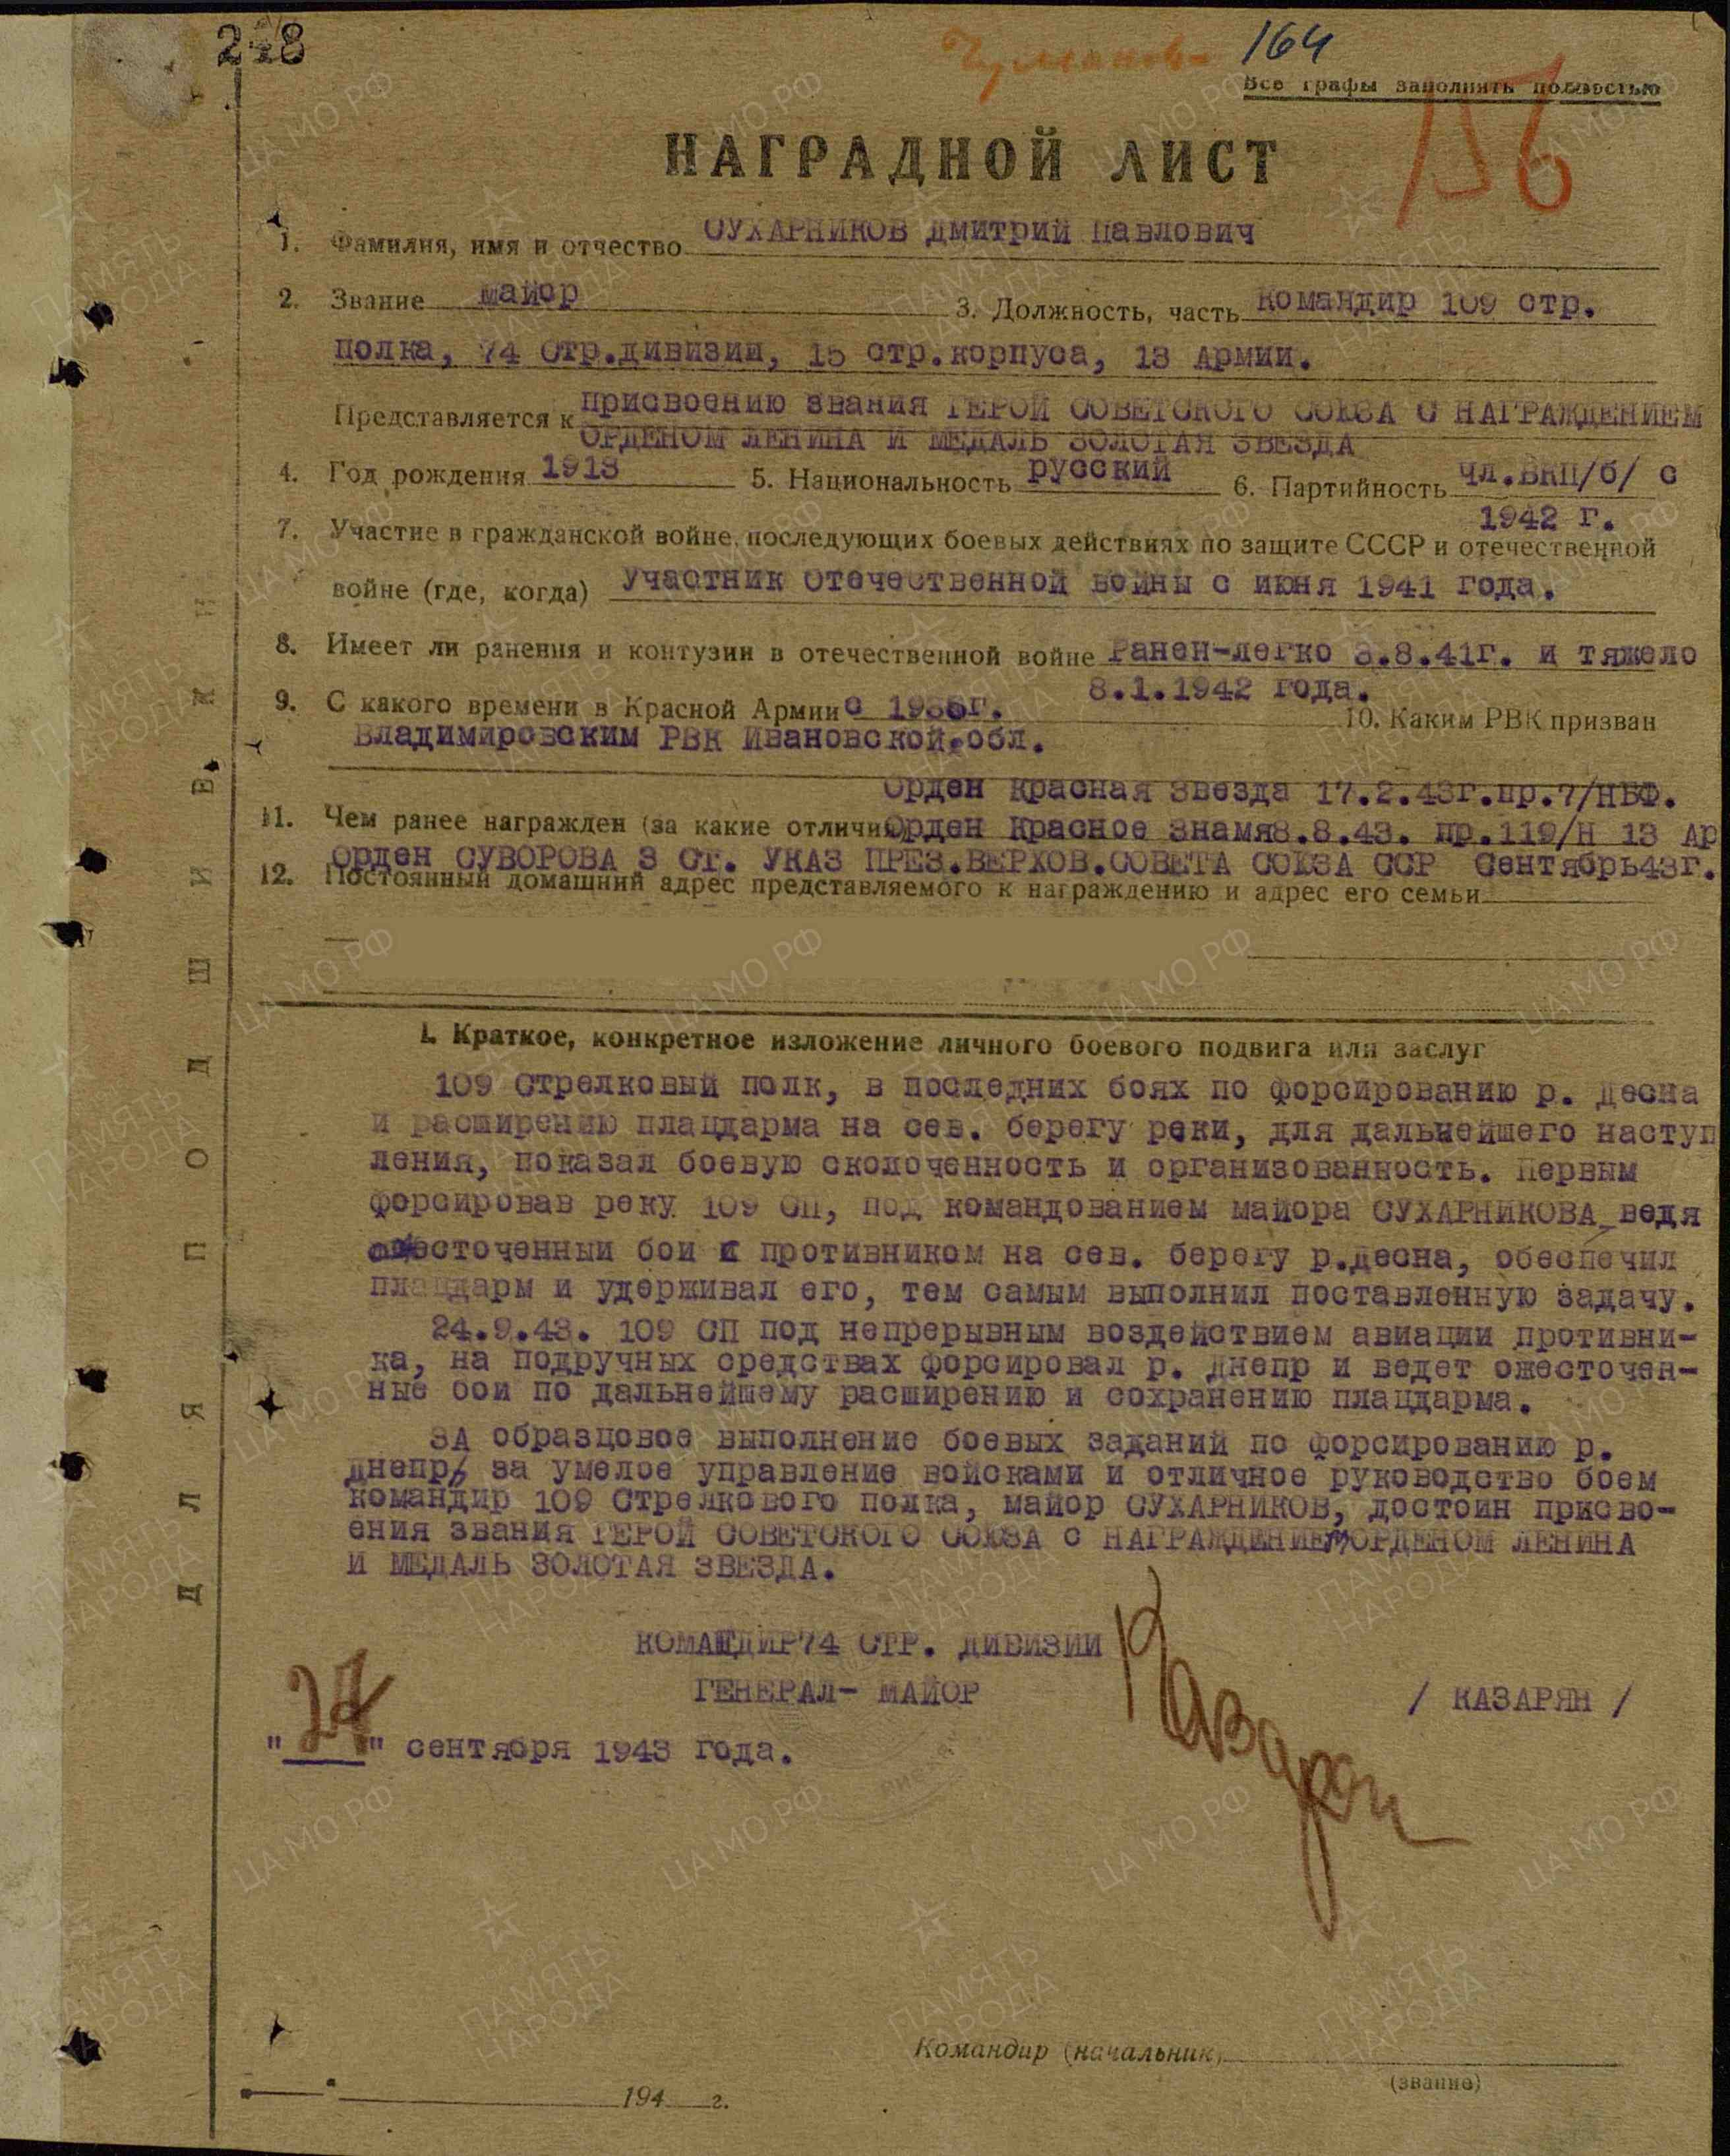 248
164
Все графы заполнять полностью
156
НАГРАДНОЙ ЛИСТ
1. Фамилия, имя и отчество СУХАРНИКОВ Дмитрий Павлович
2. Звание майор 3. Должность, часть Командир 109 стр.
полка, 74 Стр.дивизии, 15 стр.корпуса, 13 Армии.
Представляется к присвоению звания ГЕРОЙ СОВЕТСКОГО СОЮЗА С НАГРАЖДЕНИЕМ
ОРДЕНОМ ЛЕНИНА И МЕДАЛЬ ЗОЛОТАЯ ЗВЕЗДА
4. Год рождения 1913 5. Национальность русский 6. Партийность чл.ВКП/б/ с
1942 г.
7. Участие в гражданской войне, последующих боевых действиях по защите СССР и отечественной
войне (где, когда) Участник Отечественной войны с июня 1941 года.
8. Имеет ли ранения и контузии в отечественной войне Ранен-легко 3.8.41г. и тяжело
8.1.1942 года.
9. С какого времени в Красной Армии с 1936г. 10. Каким РВК призван
Владимировским РВК Ивановской.обл.
Орден Красная Звезда 17.2.43г.пр.7/НБФ.
11. Чем ранее награжден (за какие отличия) Орден Красное Знамя 8.8.43. пр.119/Н 13 Ар
Орден СУВОРОВА 3 Ст. УКАЗ ПРЕЗ.ВЕРХОВ.СОВЕТА СОЮЗА ССР Сентябрь43г.
12. Постоянный домашний адрес представляемого к награждению и адрес его семьи
I. Краткое, конкретное изложение личного боевого подвига или заслуг
109 Стрелковый полк, в последних боях по форсированию р. Десна
и расширению плацдарма на сев. берегу реки, для дальнейшего наступ
ления, показал боевую сколоченность и организованность. Первым
форсировав реку 109 СП, под командованием майора СУХАРНИКОВА ведя
ожесточенный бои с противником на сев. берегу р.Десна, обеспечил
плацдарм и удерживал его, тем самым выполнил поставленную задачу.
24.9.43. 109 СП под непрерывным воздействием авиации противни-
ка, на подручных средствах форсировал р. Днепр и ведет ожесточен-
ные бои по дальнейшему расширению и сохранению плацдарма.
ЗА образцовое выполнение боевых заданий по форсированию р.
Днепр, за умелое управление войсками и отличное руководство боем
командир 109 Стрелкового полка, майор СУХАРНИКОВ, достоин присво-
ения звания ГЕРОЙ СОВЕТСКОГО СОЮЗА С НАГРАЖДЕНИЕМ ОРДЕНОМ ЛЕНИНА
И МЕДАЛЬ ЗОЛОТАЯ ЗВЕЗДА.
КОМАНДИР 74 СТР. ДИВИЗИИ
ГЕНЕРАЛ- МАЙОР Казарян / КАЗАРЯН /
"27" сентября 1943 года.
Командир (начальник)
(звание)
194 г.
ДЛЯ ПОДШИВКИ
ЦА МО РФ
ПАМЯТЬ НАРОДА